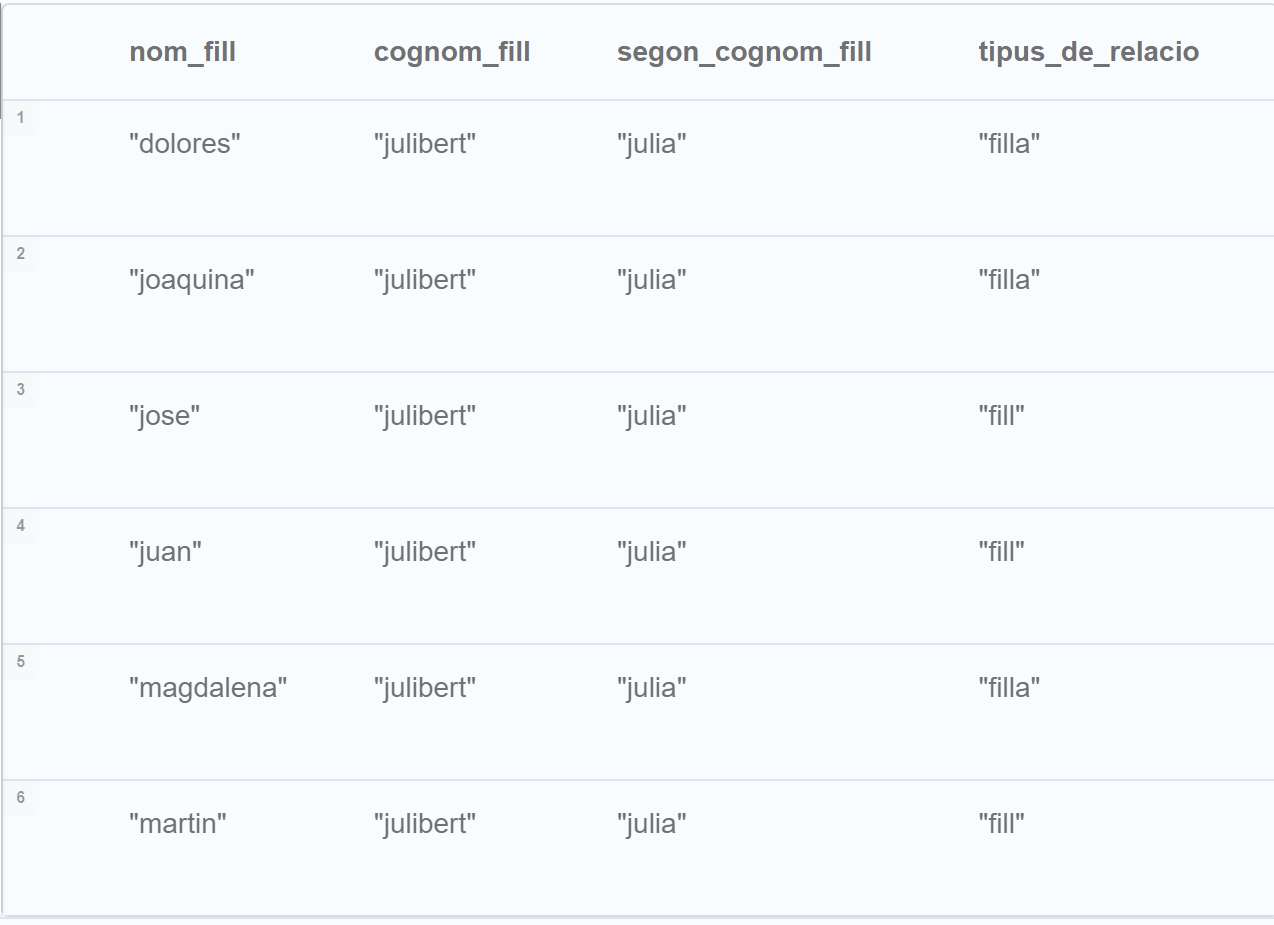 nom_fill cognom_fill segon_cognom_fill tipus_de_relacio
1
"dolores" "julibert" "julia" "filla"
2
"joaquina" "julibert" "julia" "filla"
3
"jose" "julibert" "julia" "fill"
4
"juan" "julibert" "julia" "fill"
5
"magdalena" "julibert" "julia" "filla"
6
"martin" "julibert" "julia" "fill"